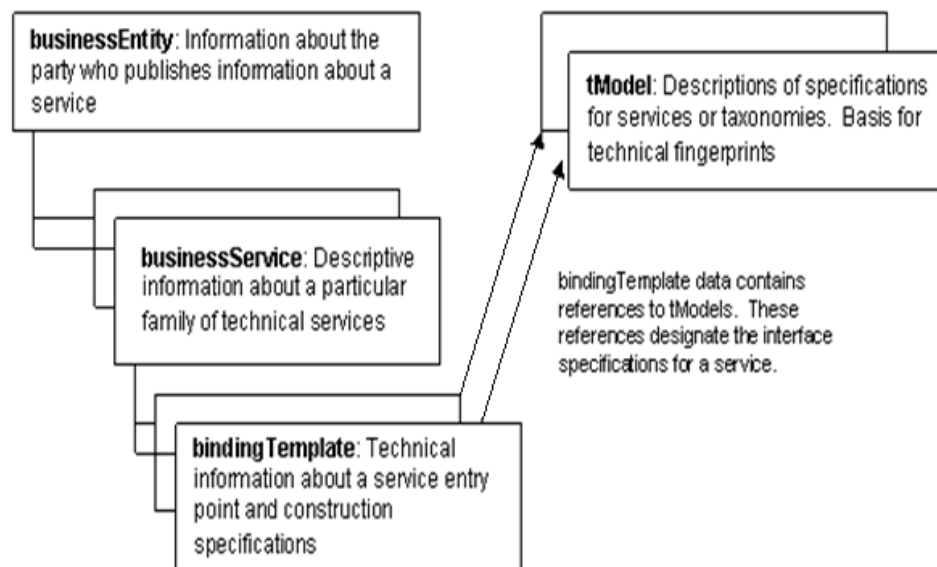 businessEntity: Information about the
party who publishes information about a
service
tModel: Descriptions of specifications
for services or taxonomies. Basis for
technical fingerprints
businessService: Descriptive
information about a particular
family of technical services
bindingTemplate data contains
references to tModels. These
references designate the interface
specifications for a service.
bindingTemplate: Technical
information about a service entry
point and construction
specifications